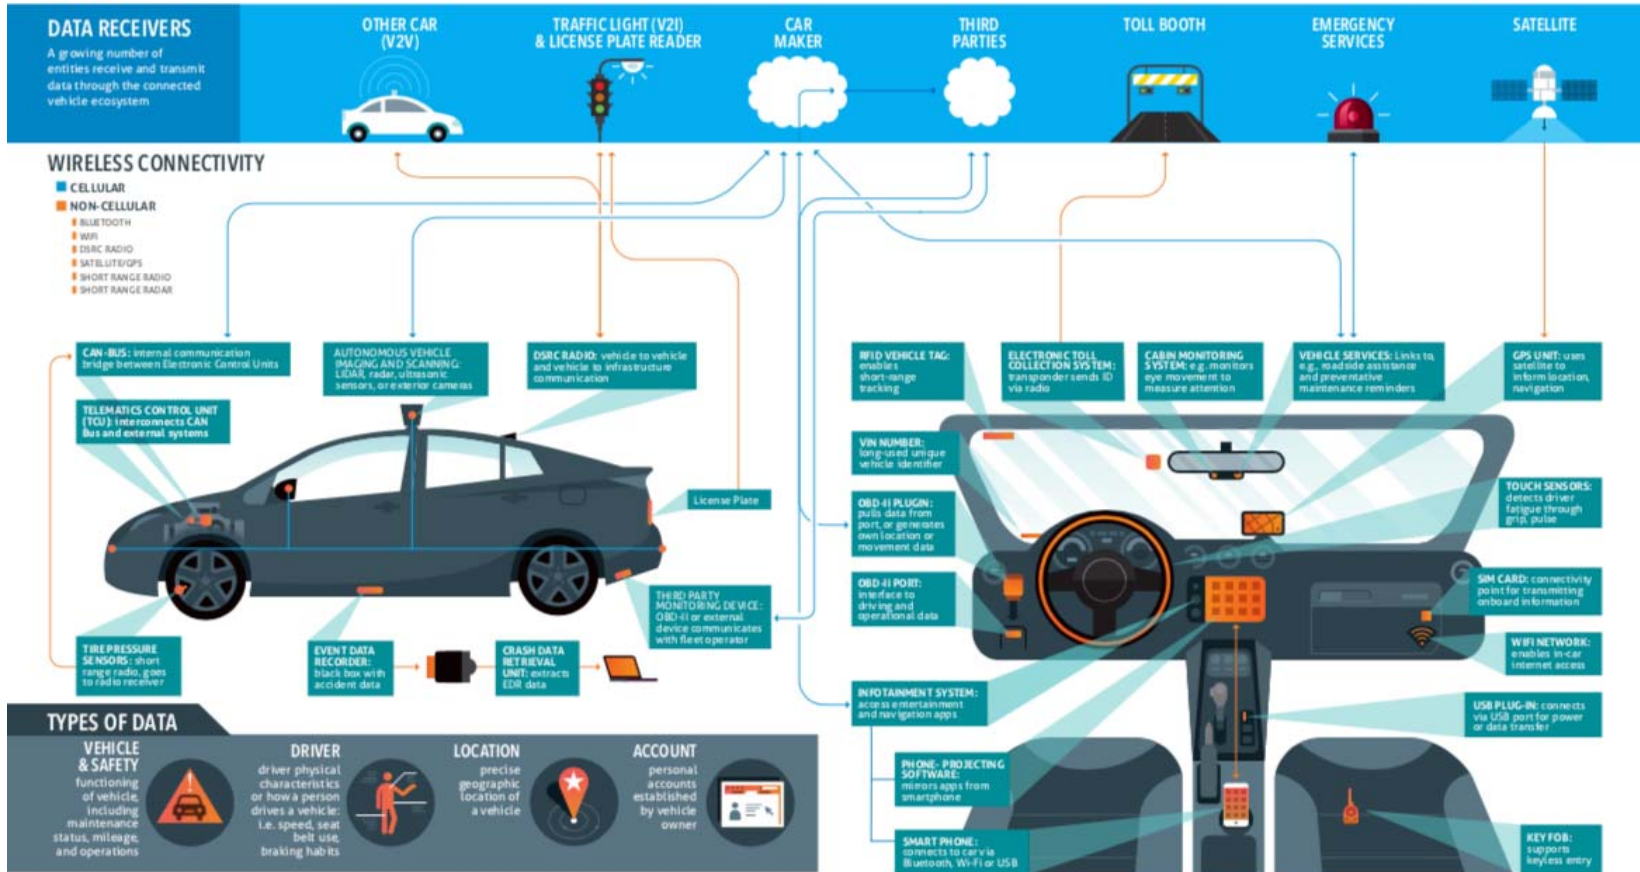 DATA RECEIVERS
A growing number of
entities receive and transmit
data through the connected
vehicle ecosystem
OTHER CAR
(V2V)
TRAFFIC LIGHT (V2I)
& LICENSE PLATE READER
CAR
MAKER
THIRD
PARTIES
TOLL BOOTH
EMERGENCY
SERVICES
SATELLITE
WIRELESS CONNECTIVITY
CELLULAR
NON-CELLULAR
BLUETOOTH
WIFI
DSRC RADIO
SATELLITE/GPS
SHORT RANGE RADIO
SHORT RANGE RADAR
CAN-BUS: internal communication
bridge between Electronic Control Units
AUTONOMOUS VEHICLE
IMAGING AND SCANNING:
LIDAR, radar, ultrasonic
sensors, or exterior cameras
DSRC RADIO: vehicle to vehicle
and vehicle to infrastructure
communication
TELEMATICS CONTROL UNIT
(TCU): interconnects CAN
Bus and external systems
License Plate
THIRD PARTY
MONITORING DEVICE:
OBD-II or external
device communicates
with fleet operator
TIRE PRESSURE
SENSORS: short
range radio, goes
to radio receiver
EVENT DATA
RECORDER:
black box with
accident data
CRASH DATA
RETRIEVAL
UNIT: extracts
EDR data
RFID VEHICLE TAG:
enables
short-range
tracking
ELECTRONIC TOLL
COLLECTION SYSTEM:
transponder sends ID
via radio
CABIN MONITORING
SYSTEM: e.g. monitors
eye movement to
measure attention
VEHICLE SERVICES: Links to,
e.g., roadside assistance
and preventative
maintenance reminders
GPS UNIT: uses
satellite to
inform location,
navigation
VIN NUMBER:
long-used unique
vehicle identifier
OBD-II PLUGIN:
pulls data from
port, or generates
own location or
movement data
OBD-II PORT:
interface to
driving and
operational data
TOUCH SENSORS:
detects driver
fatigue through
grip, pulse
SIM CARD: connectivity
point for transmitting
onboard information
WIFI NETWORK:
enables in-car
internet access
INFOTAINMENT SYSTEM:
access entertainment
and navigation apps
USB PLUG-IN: connects
via USB port for power
or data transfer
PHONE- PROJECTING
SOFTWARE:
mirrors apps from
smartphone
SMART PHONE:
connects to car via
Bluetooth, Wi-Fi or USB
KEY FOB:
supports
keyless entry
TYPES OF DATA
VEHICLE
& SAFETY
functioning
of vehicle,
including
maintenance
status, mileage,
and operations
DRIVER
driver physical
characteristics
or how a person
drives a vehicle:
i.e. speed, seat
belt use,
braking habits
LOCATION
precise
geographic
location of
a vehicle
ACCOUNT
personal
accounts
established
by vehicle
owner